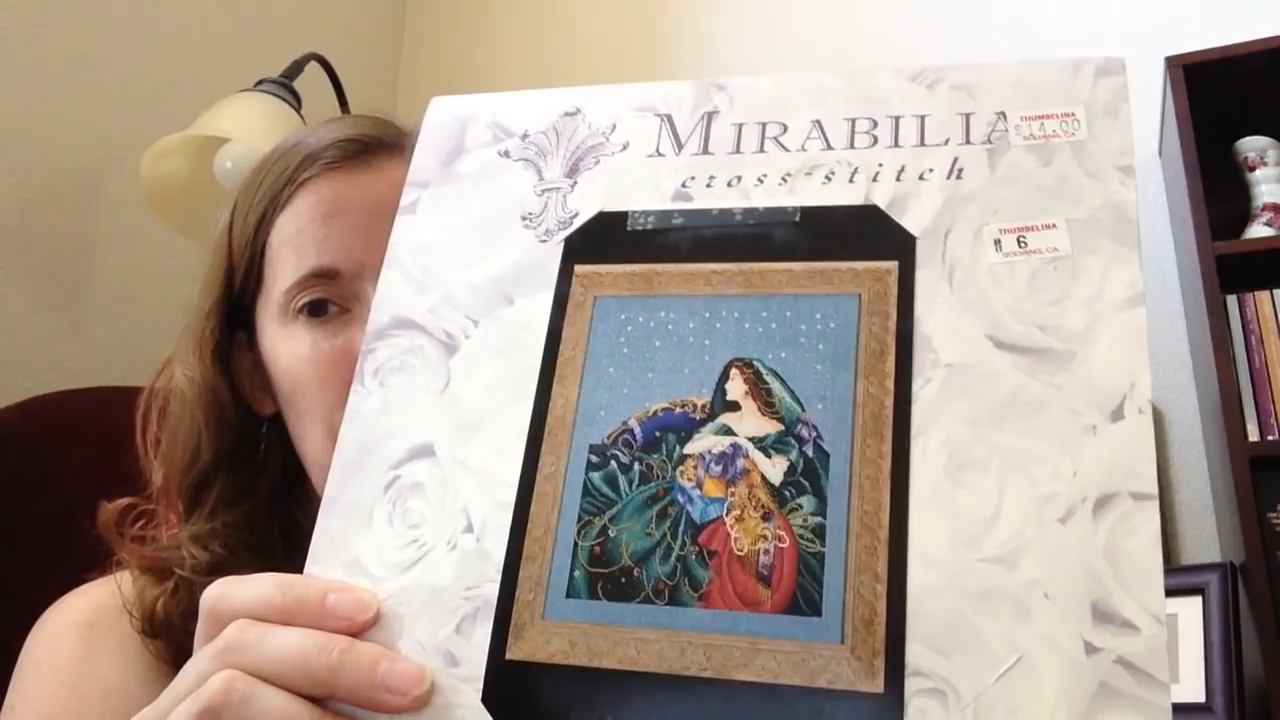 MIRABILIA
cross-stitch
THUMBELINA
$14.00
SOLVANG, CA
THUMBELINA
# 6
SOLVANG, CA.